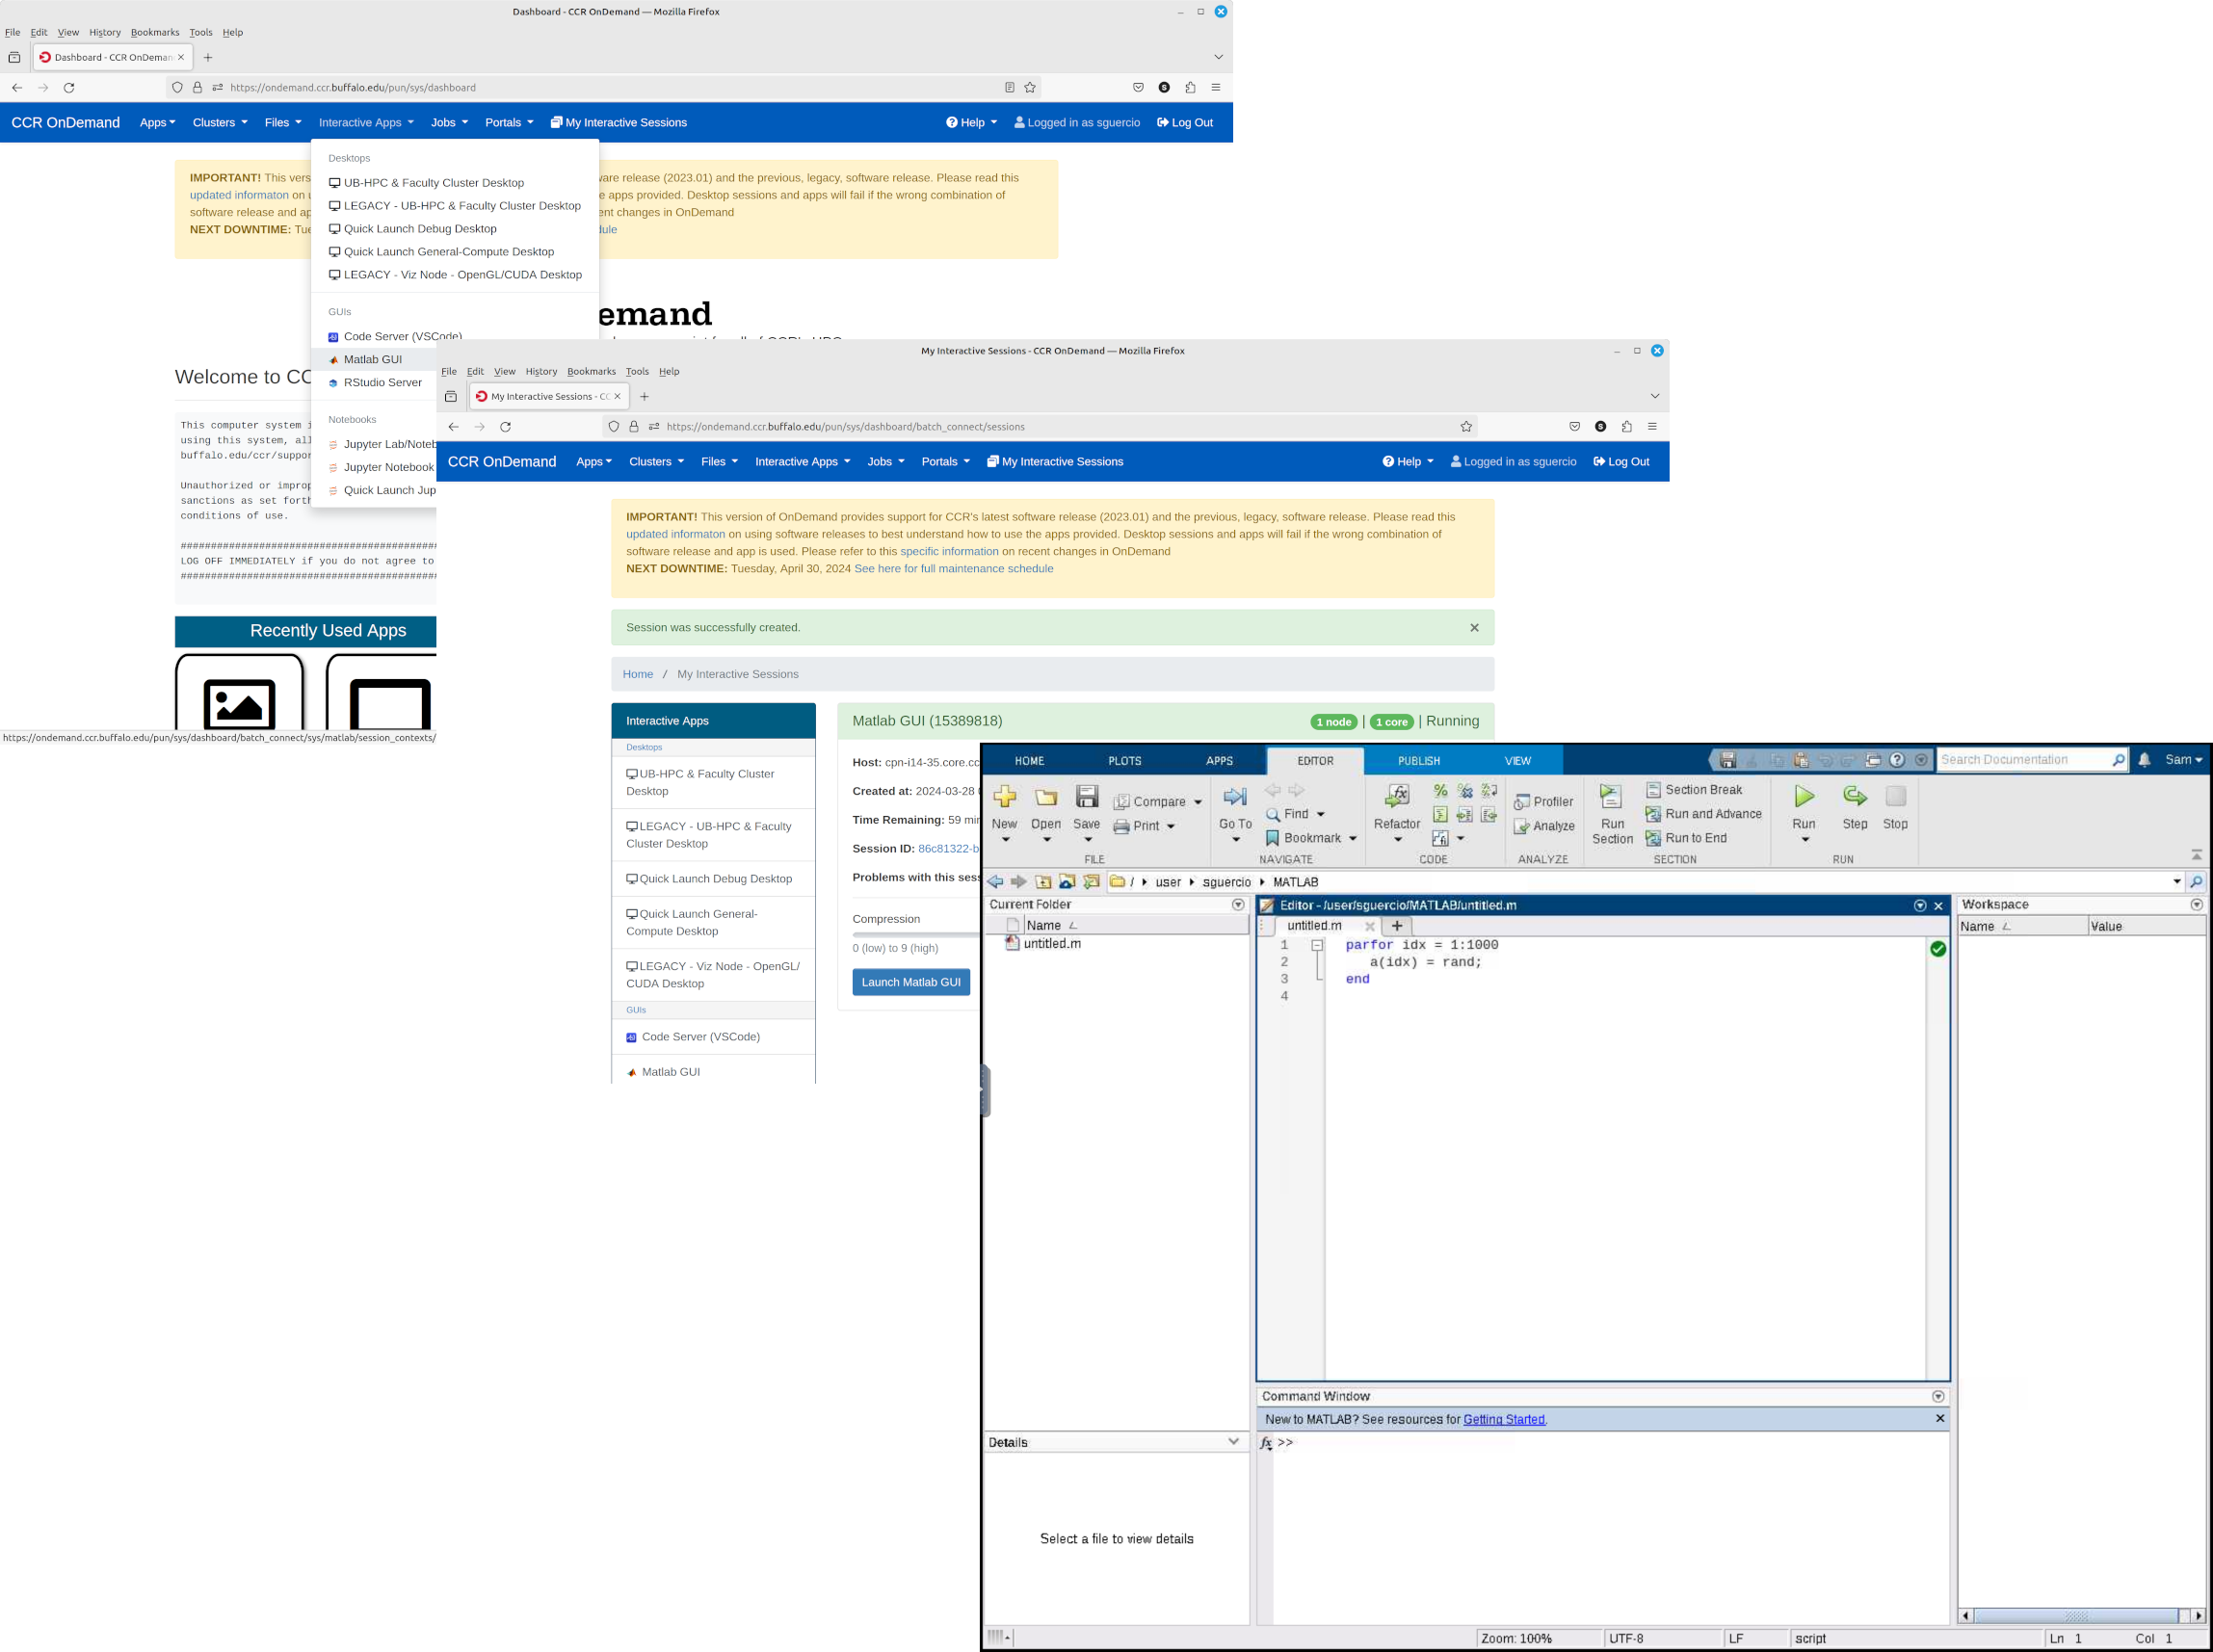 Dashboard - CCR OnDemand — Mozilla Firefox
File Edit View History Bookmarks Tools Help
Dashboard - CCR OnDeman
https://ondemand.ccr.buffalo.edu/pun/sys/dashboard
CCR OnDemand Apps Clusters Files Interactive Apps Jobs Portals My Interactive Sessions Help Logged in as sguercio Log Out
Desktops
UB-HPC & Faculty Cluster Desktop
LEGACY - UB-HPC & Faculty Cluster Desktop
Quick Launch Debug Desktop
Quick Launch General-Compute Desktop
LEGACY - Viz Node - OpenGL/CUDA Desktop
GUIs
Code Server (VSCode)
Matlab GUI
RStudio Server
Notebooks
Jupyter Lab/Noteb
Jupyter Notebook
Quick Launch Jup
IMPORTANT! This vers are release (2023.01) and the previous, legacy, software release. Please read this
updated informaton on e apps provided. Desktop sessions and apps will fail if the wrong combination of
software release and ap ent changes in OnDemand
NEXT DOWNTIME: Tue dule
emand
Welcome to CC
This computer system i
using this system, all
buffalo.edu/ccr/suppor
Unauthorized or improp
sanctions as set forth
conditions of use.
LOG OFF IMMEDIATELY if you do not agree to
Recently Used Apps
https://ondemand.ccr.buffalo.edu/pun/sys/dashboard/batch_connect/sys/matlab/session_contexts/
My Interactive Sessions - CCR OnDemand — Mozilla Firefox
File Edit View History Bookmarks Tools Help
My Interactive Sessions - CC
https://ondemand.ccr.buffalo.edu/pun/sys/dashboard/batch_connect/sessions
CCR OnDemand Apps Clusters Files Interactive Apps Jobs Portals My Interactive Sessions Help Logged in as sguercio Log Out
IMPORTANT! This version of OnDemand provides support for CCR's latest software release (2023.01) and the previous, legacy, software release. Please read this
updated informaton on using software releases to best understand how to use the apps provided. Desktop sessions and apps will fail if the wrong combination of
software release and app is used. Please refer to this specific information on recent changes in OnDemand
NEXT DOWNTIME: Tuesday, April 30, 2024 See here for full maintenance schedule
Session was successfully created.
Home / My Interactive Sessions
Interactive Apps
Desktops
UB-HPC & Faculty Cluster
Desktop
LEGACY - UB-HPC & Faculty
Cluster Desktop
Quick Launch Debug Desktop
Quick Launch General-
Compute Desktop
LEGACY - Viz Node - OpenGL/
CUDA Desktop
GUIs
Code Server (VSCode)
Matlab GUI
Matlab GUI (15389818) 1 node | 1 core | Running
Host: cpn-i14-35.core.cc
Created at: 2024-03-28
Time Remaining: 59 min
Session ID: 86c81322-b
Problems with this sess
Compression
0 (low) to 9 (high)
Launch Matlab GUI
HOME PLOTS APPS EDITOR PUBLISH VIEW Search Documentation Sam
New Open Save Compare Print
Go To Find Bookmark
Refactor
Profiler
Analyze
Run Section
Section Break
Run and Advance
Run to End
Run Step Stop
FILE NAVIGATE CODE ANALYZE SECTION RUN
/ user sguercio MATLAB
Current Folder
Name
untitled.m
Editor - /user/sguercio/MATLAB/untitled.m
untitled.m
1 parfor idx = 1:1000
2 a(idx) = rand;
3 end
4
Workspace
Name Value
Command Window
New to MATLAB? See resources for Getting Started.
fx >>
Details
Select a file to view details
Zoom: 100% UTF-8 LF script Ln 1 Col 1